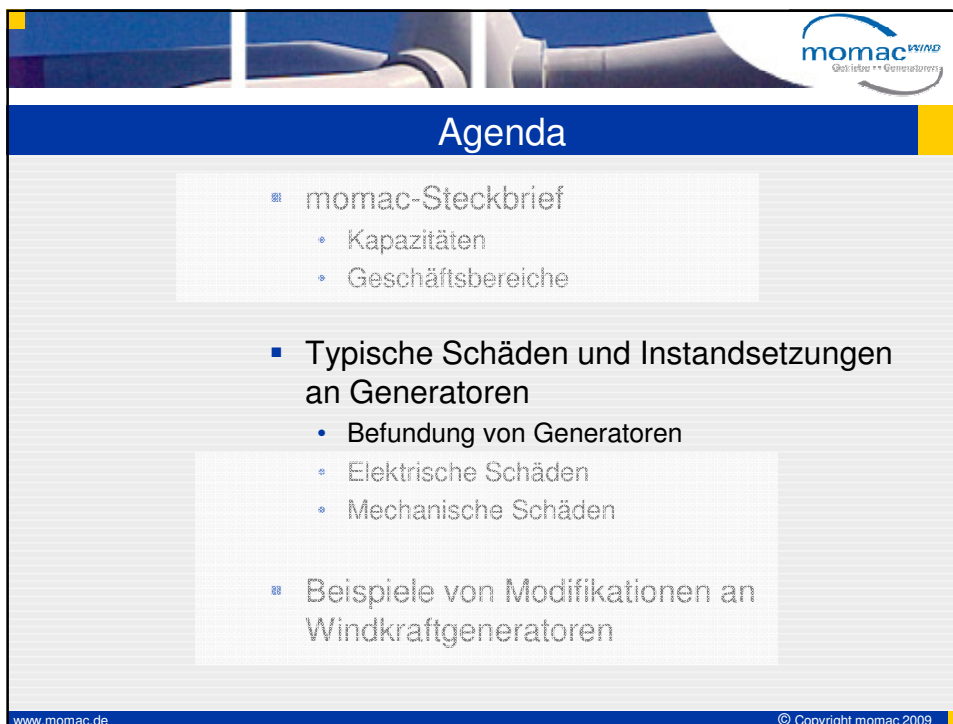 momac WIND
Getriebe ▪▪ Generatoren
Agenda
▪ momac-Steckbrief
• Kapazitäten
• Geschäftsbereiche
▪ Typische Schäden und Instandsetzungen
an Generatoren
• Befundung von Generatoren
• Elektrische Schäden
• Mechanische Schäden
▪ Beispiele von Modifikationen an
Windkraftgeneratoren
www.momac.de
© Copyright momac 2009